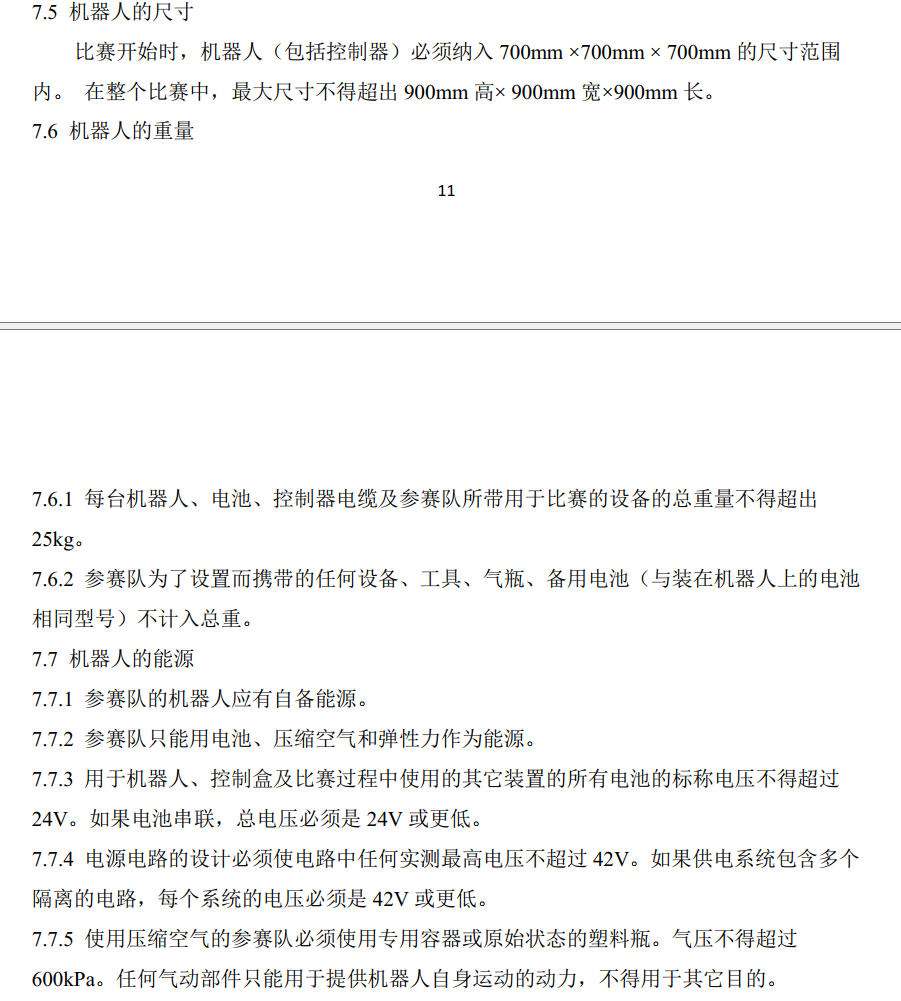 7.5 机器人的尺寸
比赛开始时，机器人（包括控制器）必须纳入 700mm ×700mm × 700mm 的尺寸范围
内。 在整个比赛中，最大尺寸不得超出 900mm 高× 900mm 宽×900mm 长。
7.6 机器人的重量
11
7.6.1 每台机器人、电池、控制器电缆及参赛队所带用于比赛的设备的总重量不得超出
25kg。
7.6.2 参赛队为了设置而携带的任何设备、工具、气瓶、备用电池（与装在机器人上的电池
相同型号）不计入总重。
7.7 机器人的能源
7.7.1 参赛队的机器人应有自备能源。
7.7.2 参赛队只能用电池、压缩空气和弹性力作为能源。
7.7.3 用于机器人、控制盒及比赛过程中使用的其它装置的所有电池的标称电压不得超过
24V。如果电池串联，总电压必须是 24V 或更低。
7.7.4 电源电路的设计必须使电路中任何实测最高电压不超过 42V。如果供电系统包含多个
隔离的电路，每个系统的电压必须是 42V 或更低。
7.7.5 使用压缩空气的参赛队必须使用专用容器或原始状态的塑料瓶。气压不得超过
600kPa。任何气动部件只能用于提供机器人自身运动的动力，不得用于其它目的。